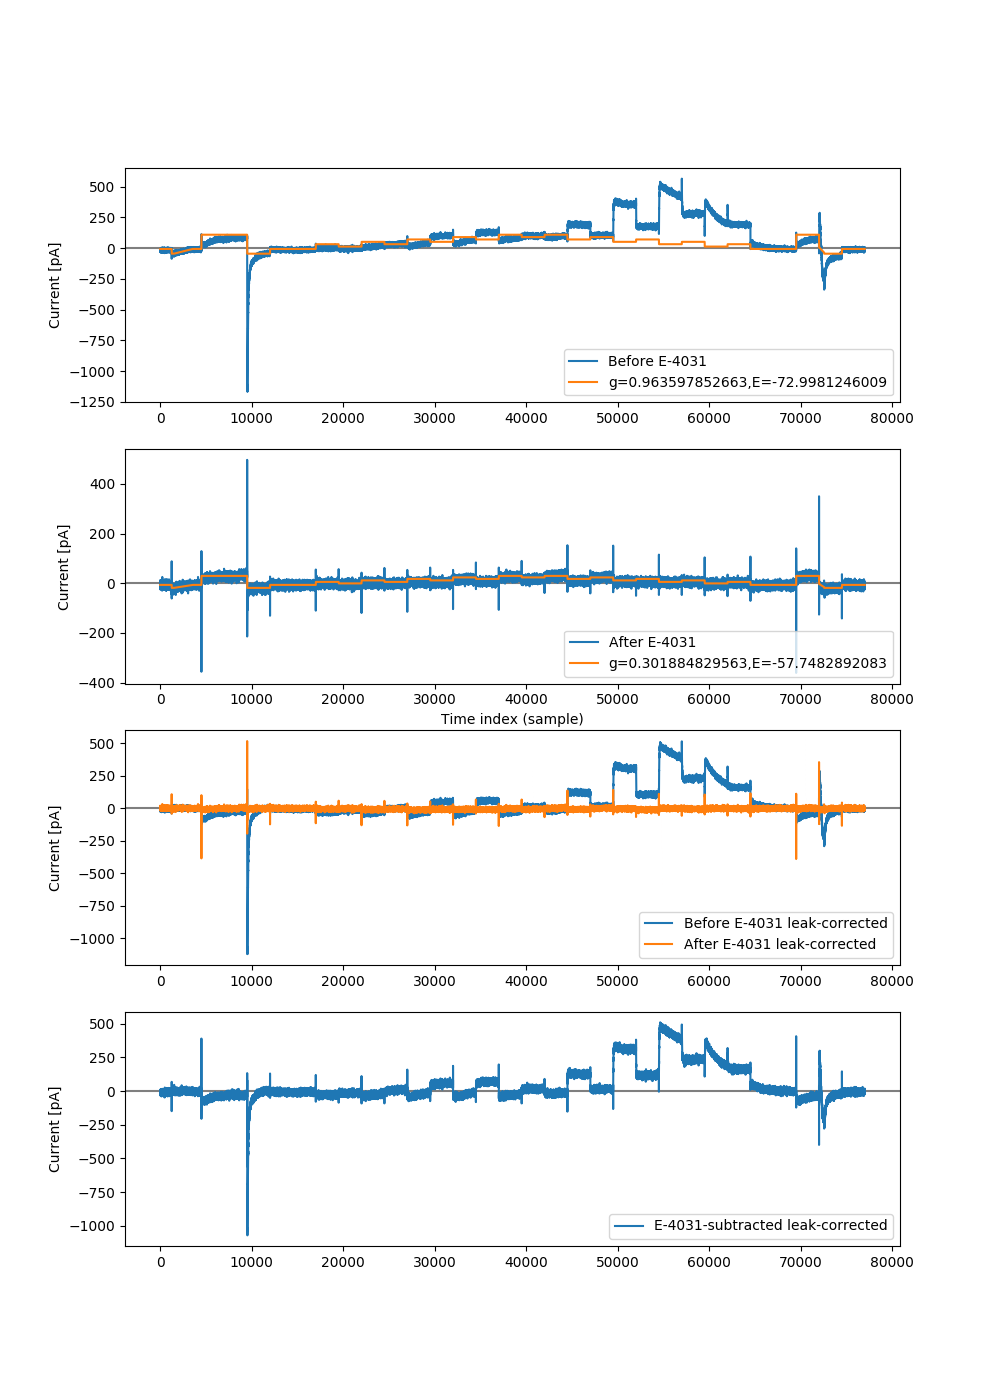 500
250
0
−250
−500
−750
−1000
−1250
Current [pA]
Before E-4031
g=0.963597852663,E=-72.9981246009
0 10000 20000 30000 40000 50000 60000 70000 80000
400
200
0
−200
−400
Current [pA]
After E-4031
g=0.301884829563,E=-57.7482892083
0 10000 20000 30000 40000 50000 60000 70000 80000
Time index (sample)
500
250
0
−250
−500
−750
−1000
Current [pA]
Before E-4031 leak-corrected
After E-4031 leak-corrected
0 10000 20000 30000 40000 50000 60000 70000 80000
500
250
0
−250
−500
−750
−1000
Current [pA]
E-4031-subtracted leak-corrected
0 10000 20000 30000 40000 50000 60000 70000 80000